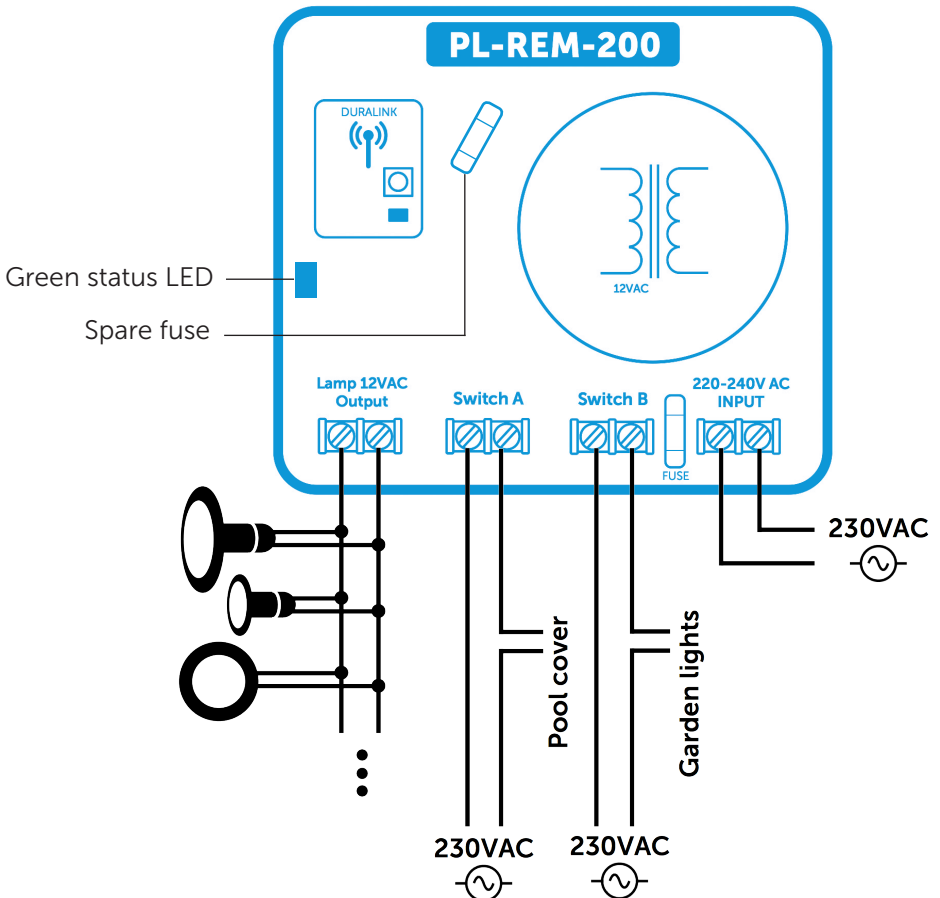 PL-REM-200
DURALINK
12VAC
Green status LED
Spare fuse
Lamp 12VAC
Output
Switch A
Switch B
220-240V AC
INPUT
FUSE
230VAC
Pool cover
Garden lights
230VAC
230VAC